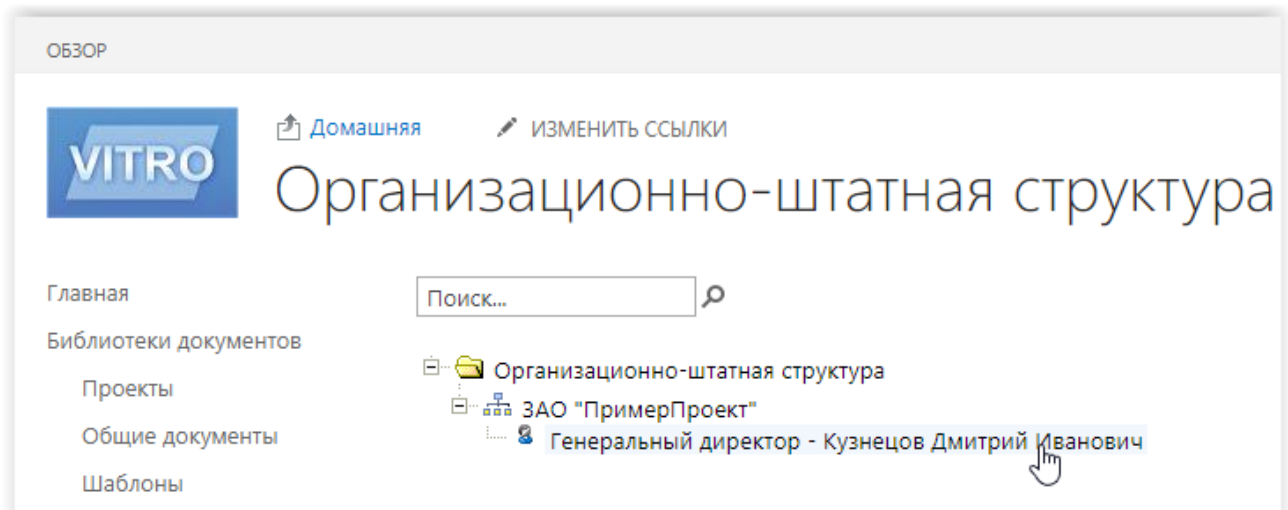 ОБЗОР
VITRO
Домашняя
ИЗМЕНИТЬ ССЫЛКИ
Организационно-штатная структура
Главная
Библиотеки документов
Проекты
Общие документы
Шаблоны
Поиск...
Организационно-штатная структура
ЗАО "ПримерПроект"
Генеральный директор - Кузнецов Дмитрий Иванович